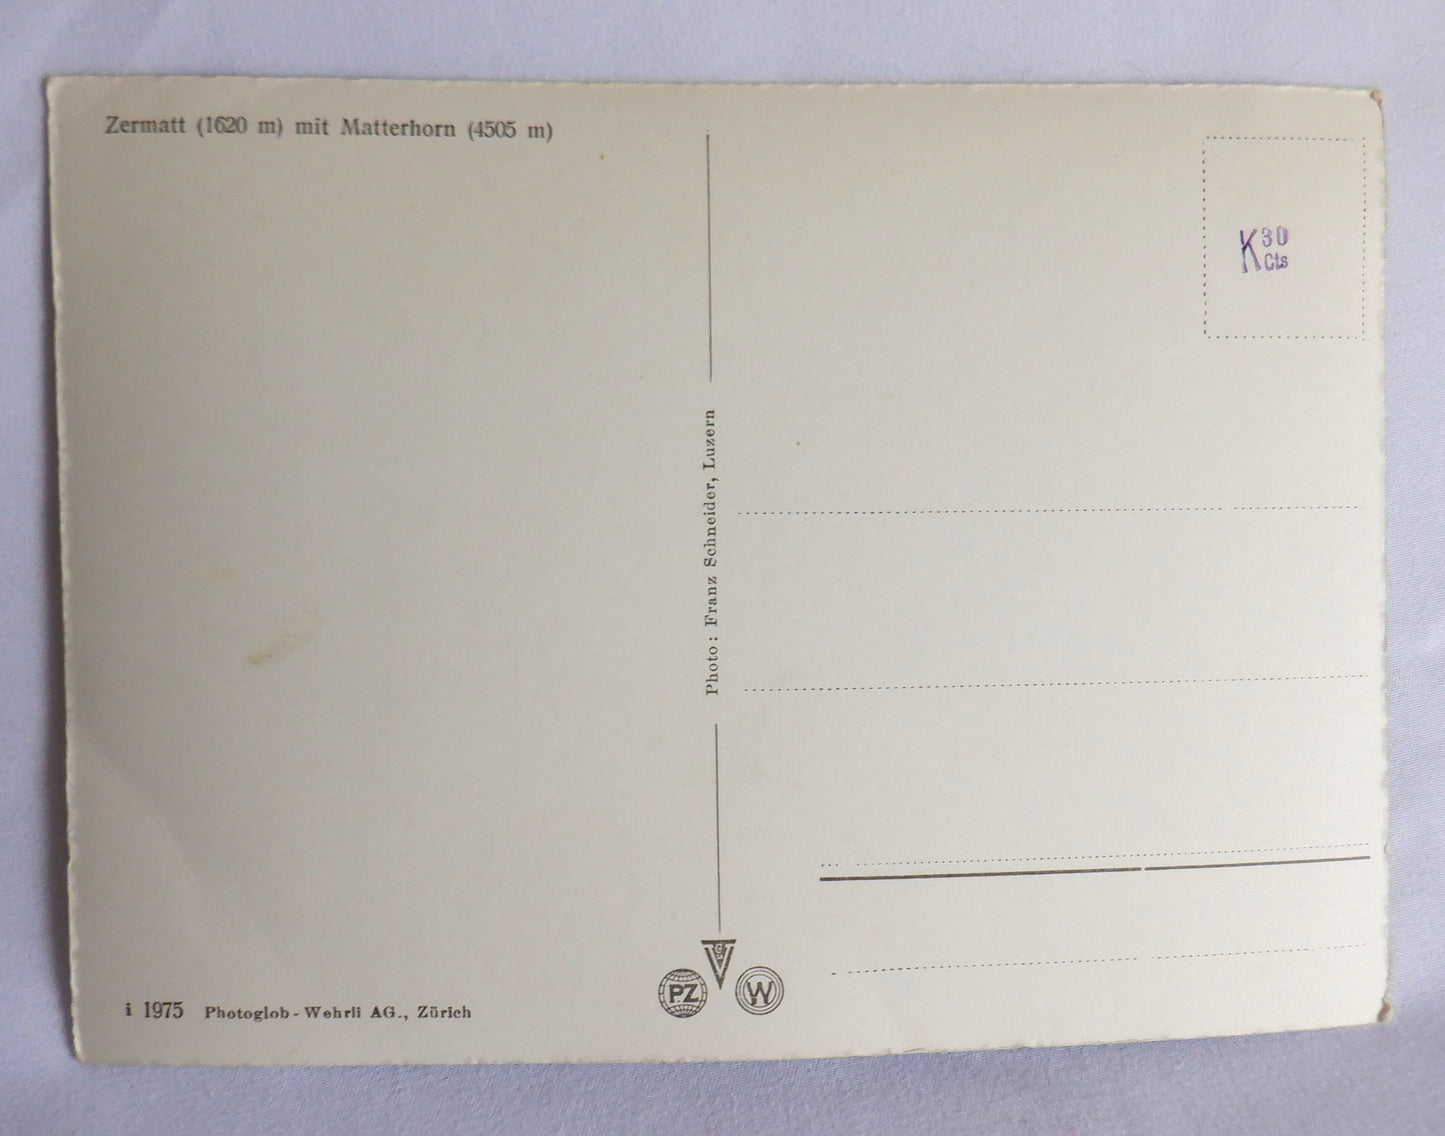 Zermatt (1620 m) mit Matterhorn (4505 m)
K 30
Cts
Photo: Franz Schneider, Luzern
i 1975 Photoglob-Wehrli AG., Zürich
PZ
V
W